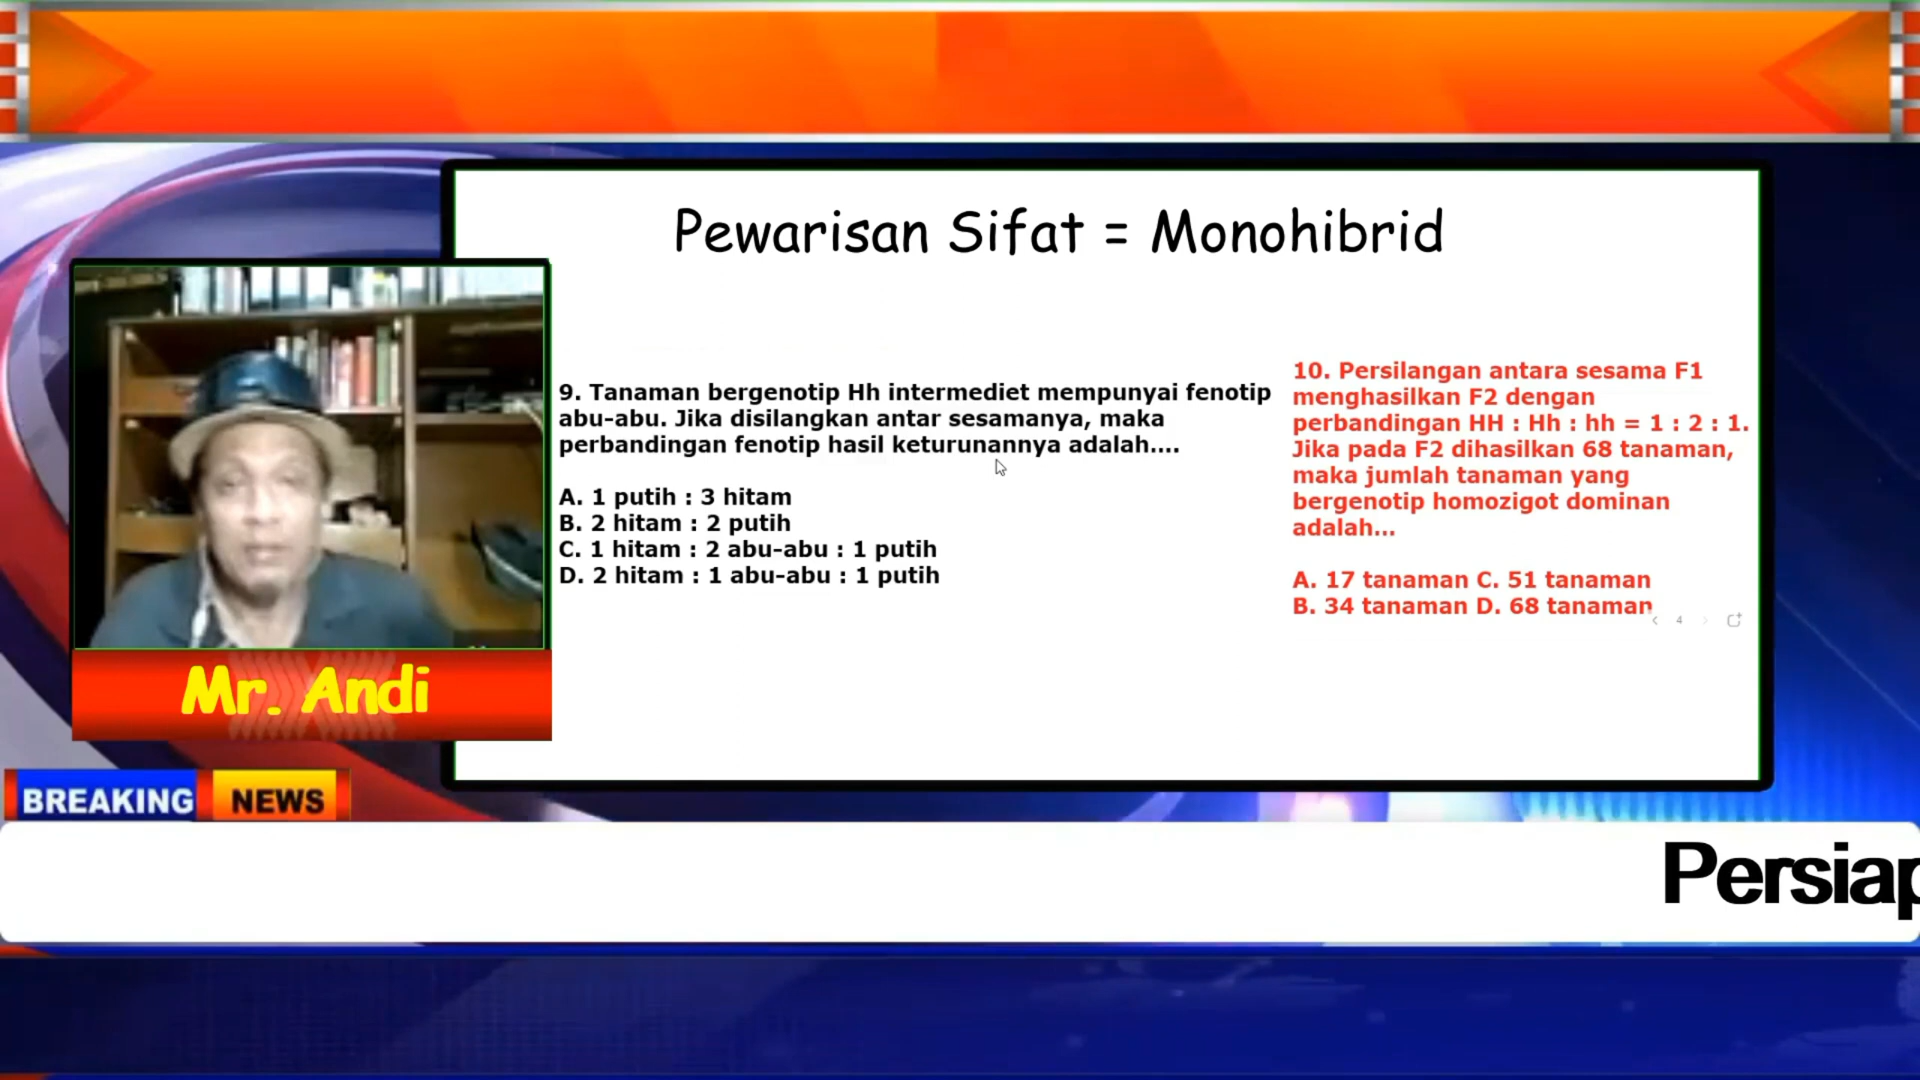 Pewarisan Sifat = Monohibrid
9. Tanaman bergenotip Hh intermediet mempunyai fenotip
abu-abu. Jika disilangkan antar sesamanya, maka
perbandingan fenotip hasil keturunannya adalah....
A. 1 putih : 3 hitam
B. 2 hitam : 2 putih
C. 1 hitam : 2 abu-abu : 1 putih
D. 2 hitam : 1 abu-abu : 1 putih
10. Persilangan antara sesama F1
menghasilkan F2 dengan
perbandingan HH : Hh : hh = 1 : 2 : 1.
Jika pada F2 dihasilkan 68 tanaman,
maka jumlah tanaman yang
bergenotip homozigot dominan
adalah...
A. 17 tanaman C. 51 tanaman
B. 34 tanaman D. 68 tanaman
4
Mr. Andi
BREAKING NEWS
Persiap